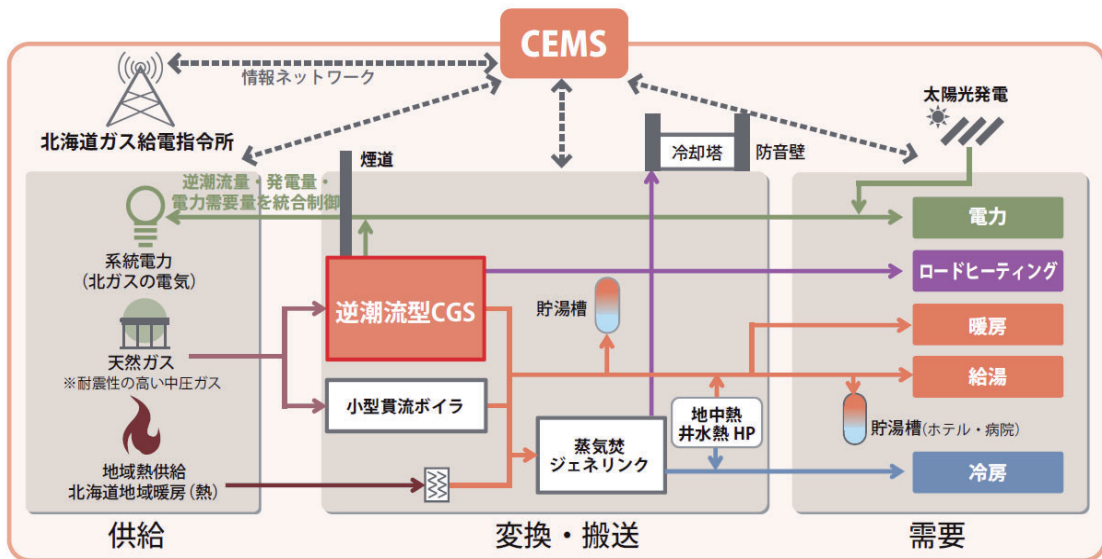 CEMS
情報ネットワーク
北海道ガス給電指令所
太陽光発電
煙道
冷却塔
防音壁
逆潮流量・発電量・
電力需要量を統合制御
系統電力
(北ガスの電気)
天然ガス
※耐震性の高い中圧ガス
地域熱供給
北海道地域暖房(熱)
供給
逆潮流型CGS
小型貫流ボイラ
貯湯槽
蒸気焚
ジェネリンク
地中熱
井水熱 HP
変換・搬送
電力
ロードヒーティング
暖房
給湯
貯湯槽(ホテル・病院)
冷房
需要